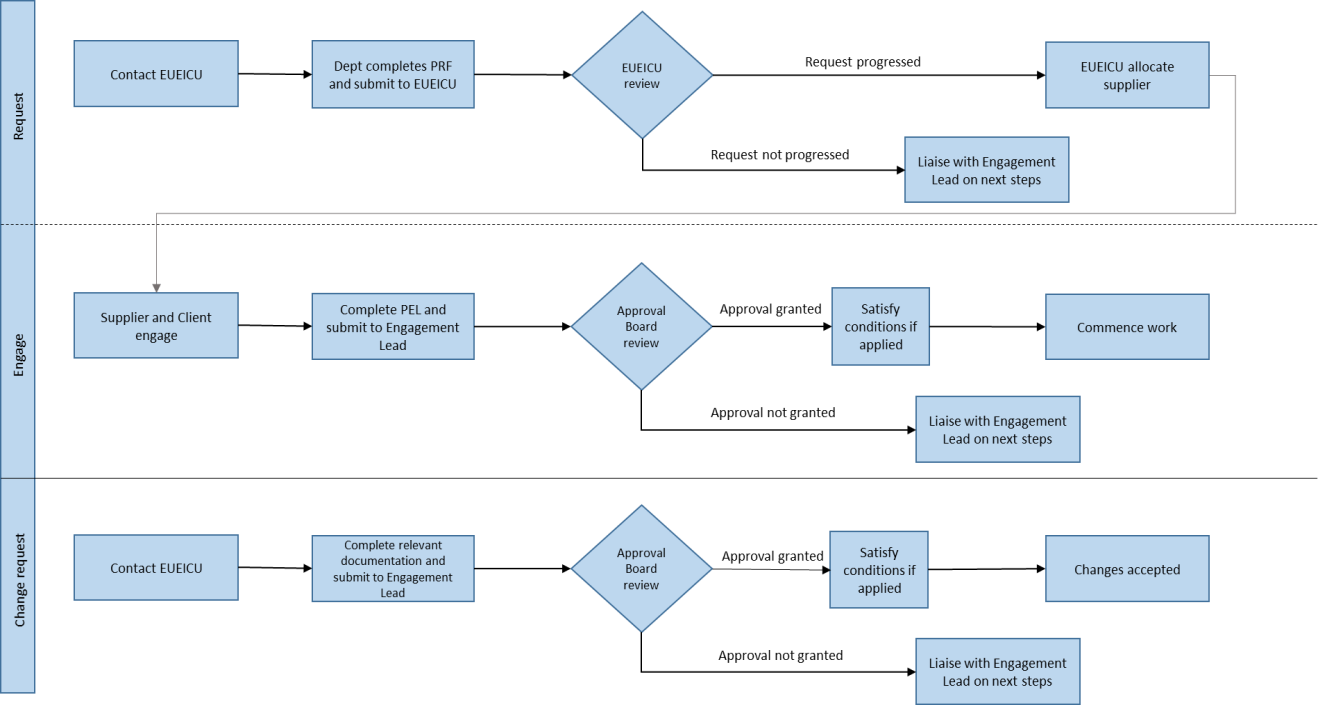 Request
Contact EUEICU
Dept completes PRF
and submit to EUEICU
EUEICU
review
Request progressed
EUEICU allocate
supplier
Request not progressed
Liaise with Engagement
Lead on next steps
Engage
Supplier and Client
engage
Complete PEL and
submit to Engagement
Lead
Approval
Board
review
Approval granted
Satisfy
conditions if
applied
Commence work
Approval not granted
Liaise with Engagement
Lead on next steps
Change request
Contact EUEICU
Complete relevant
documentation and
submit to Engagement
Lead
Approval
Board
review
Approval granted
Satisfy
conditions if
applied
Changes accepted
Approval not granted
Liaise with Engagement
Lead on next steps